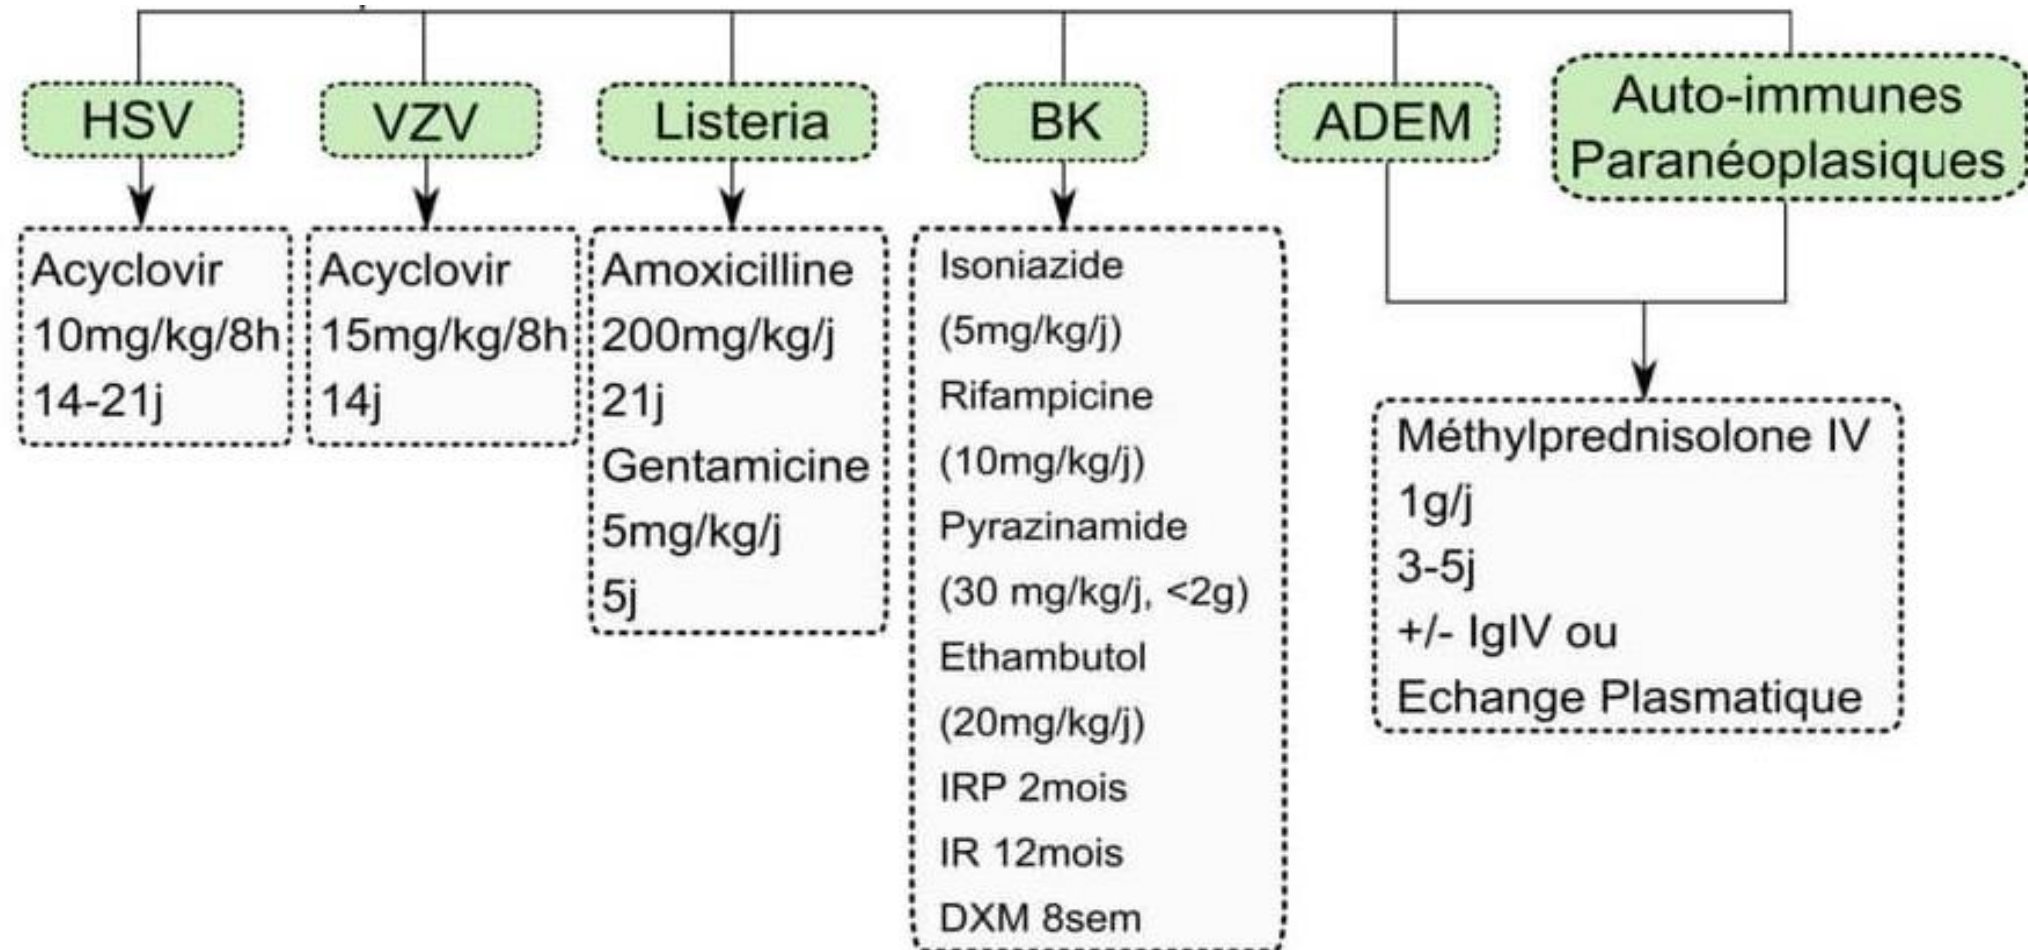 HSV
VZV
Listeria
BK
ADEM
Auto-immunes
Paranéoplasiques
Acyclovir
10mg/kg/8h
14-21j
Acyclovir
15mg/kg/8h
14j
Amoxicilline
200mg/kg/j
21j
Gentamicine
5mg/kg/j
5j
Isoniazide
(5mg/kg/j)
Rifampicine
(10mg/kg/j)
Pyrazinamide
(30 mg/kg/j, <2g)
Ethambutol
(20mg/kg/j)
IRP 2mois
IR 12mois
DXM 8sem
Méthylprednisolone IV
1g/j
3-5j
+/- IgIV ou
Echange Plasmatique